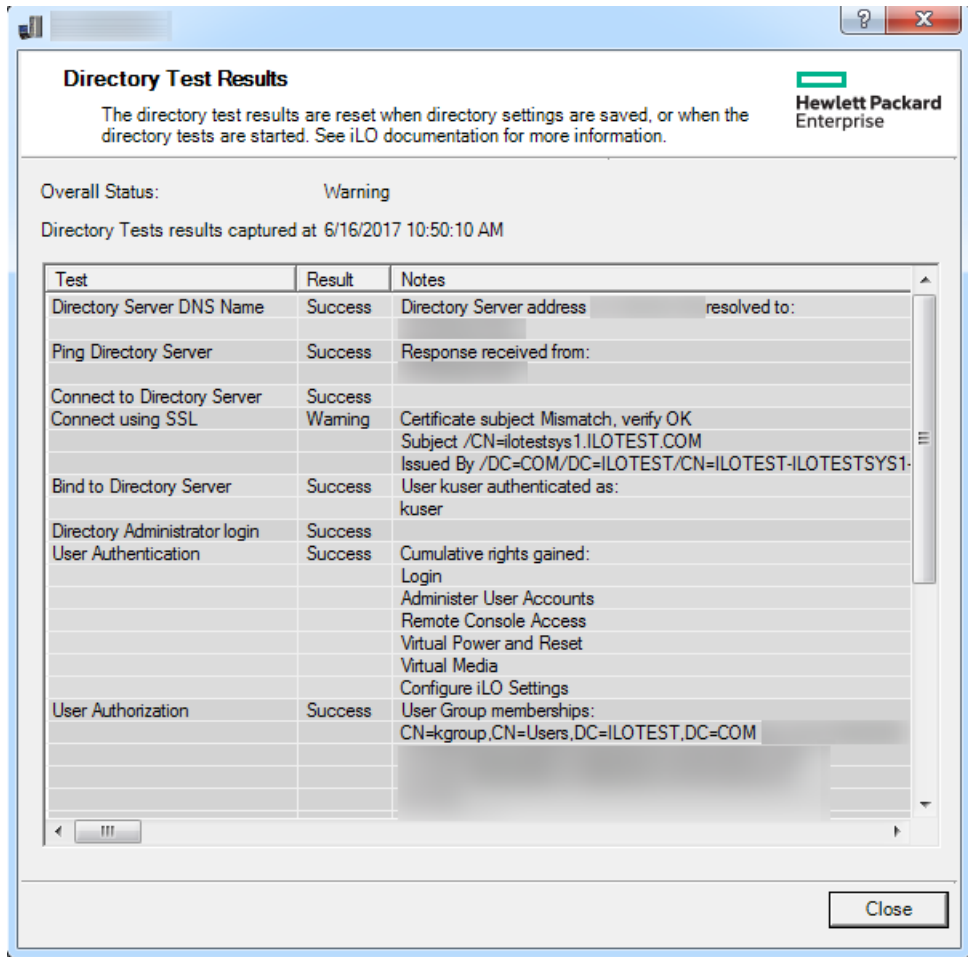 Directory Test Results
The directory test results are reset when directory settings are saved, or when the
directory tests are started. See iLO documentation for more information.
Hewlett Packard
Enterprise
Overall Status: Warning
Directory Tests results captured at 6/16/2017 10:50:10 AM
Test Result Notes
Directory Server DNS Name Success Directory Server address resolved to:
Ping Directory Server Success Response received from:
Connect to Directory Server Success
Connect using SSL Warning Certificate subject Mismatch, verify OK
Subject /CN=ilotestsys1.ILOTEST.COM
Issued By /DC=COM/DC=ILOTEST/CN=ILOTEST-ILOTESTSYS1-
Bind to Directory Server Success User kuser authenticated as:
kuser
Directory Administrator login Success
User Authentication Success Cumulative rights gained:
Login
Administer User Accounts
Remote Console Access
Virtual Power and Reset
Virtual Media
Configure iLO Settings
User Authorization Success User Group memberships:
CN=kgroup,CN=Users,DC=ILOTEST,DC=COM
Close